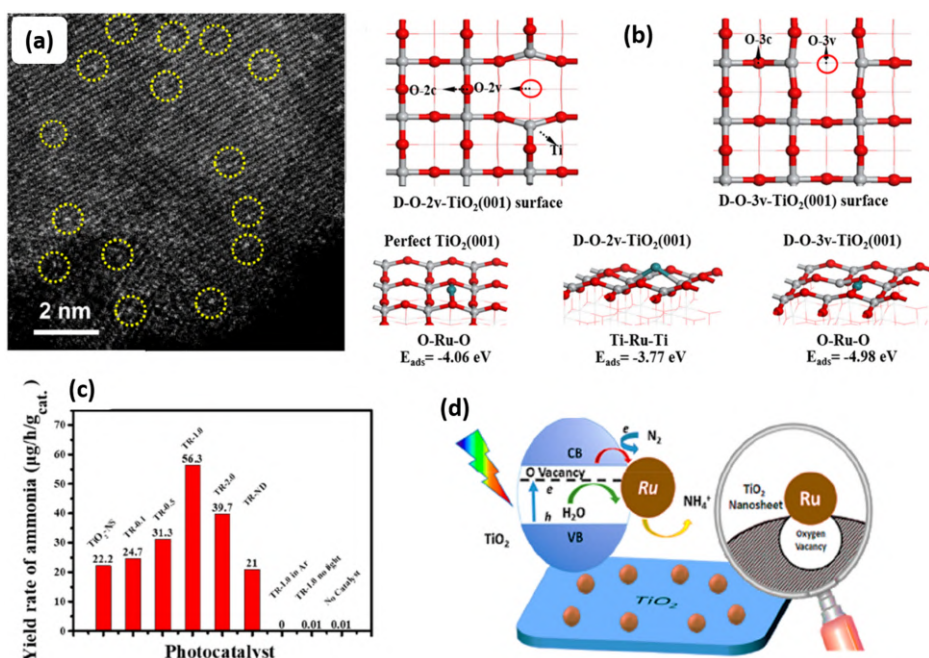 (a)
2 nm
(b)
O-2c
O-2v
Ti
D-O-2v-TiO₂(001) surface
O-3c
O-3v
D-O-3v-TiO₂(001) surface
Perfect TiO₂(001)
O-Ru-O
E_ads= -4.06 eV
D-O-2v-TiO₂(001)
Ti-Ru-Ti
E_ads= -3.77 eV
D-O-3v-TiO₂(001)
O-Ru-O
E_ads= -4.98 eV
(c)
Yield rate of ammonia (μg/h/g_cat.)
70
60
50
40
30
20
10
0
TiO₂-NS
22.2
TR-0.1
24.7
TR-0.5
31.3
TR-1.0
56.3
TR-2.0
39.7
TR-ND
21
TR-1.0 in Ar
0
TR-1.0 no light
0.01
No Catalyst
0.01
Photocatalyst
(d)
CB
e
N₂
O Vacancy
e
Ru
h
H₂O
NH₄⁺
TiO₂
VB
TiO₂
TiO₂
Nanosheet
Ru
Oxygen
Vacancy